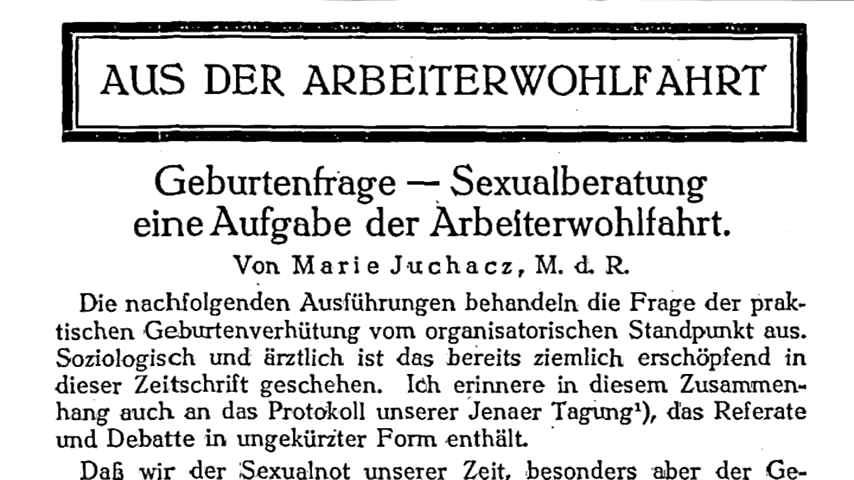 AUS DER ARBEITERWOHLFAHRT
Geburtenfrage — Sexualberatung
eine Aufgabe der Arbeiterwohlfahrt.
Von Marie Juchacz, M. d. R.
Die nachfolgenden Ausführungen behandeln die Frage der prak-
tischen Geburtenverhütung vom organisatorischen Standpunkt aus.
Soziologisch und ärztlich ist das bereits ziemlich erschöpfend in
dieser Zeitschrift geschehen. Ich erinnere in diesem Zusammen-
hang auch an das Protokoll unserer Jenaer Tagung¹), das Referate
und Debatte in ungekürzter Form enthält.
Daß wir der Sexualnot unserer Zeit, besonders aber der Ge-